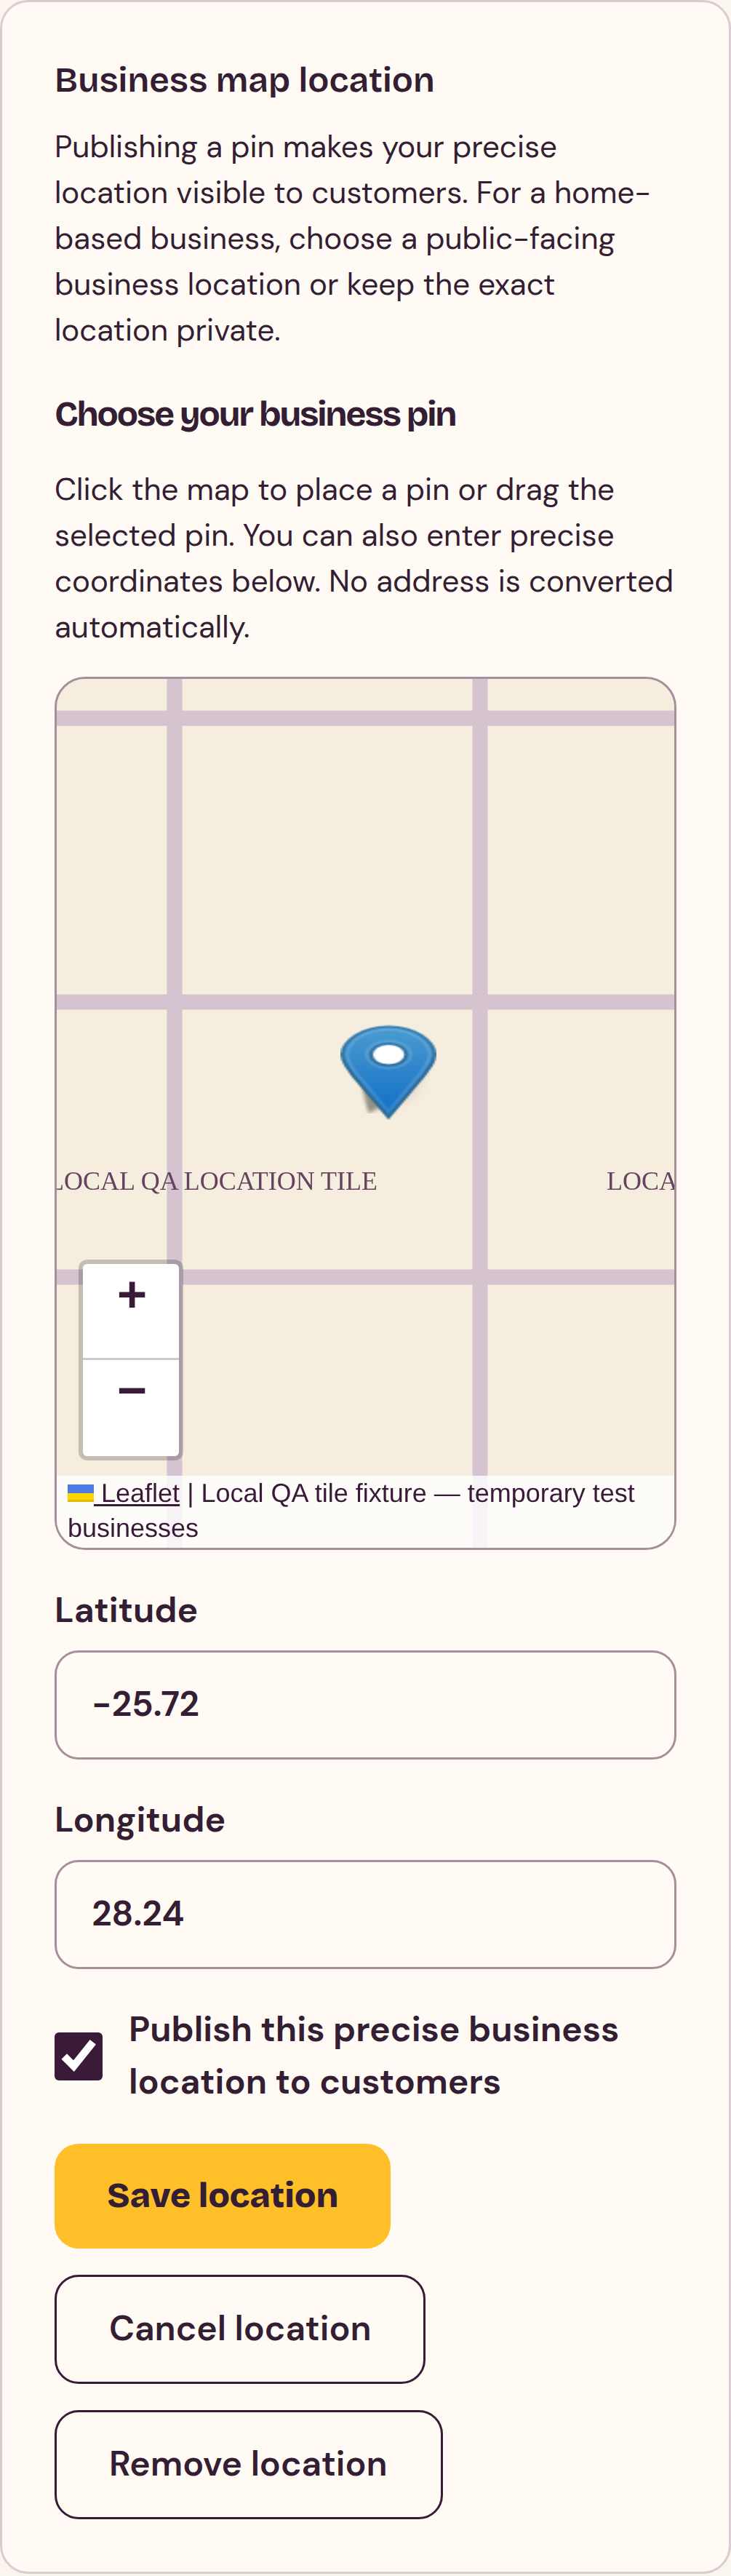 Business map location
Publishing a pin makes your precise
location visible to customers. For a home-
based business, choose a public-facing
business location or keep the exact
location private.
Choose your business pin
Click the map to place a pin or drag the
selected pin. You can also enter precise
coordinates below. No address is converted
automatically.
LOCAL QA LOCATION TILE
LOCA
+
−
Leaflet | Local QA tile fixture — temporary test
businesses
Latitude
-25.72
Longitude
28.24
Publish this precise business
location to customers
Save location
Cancel location
Remove location